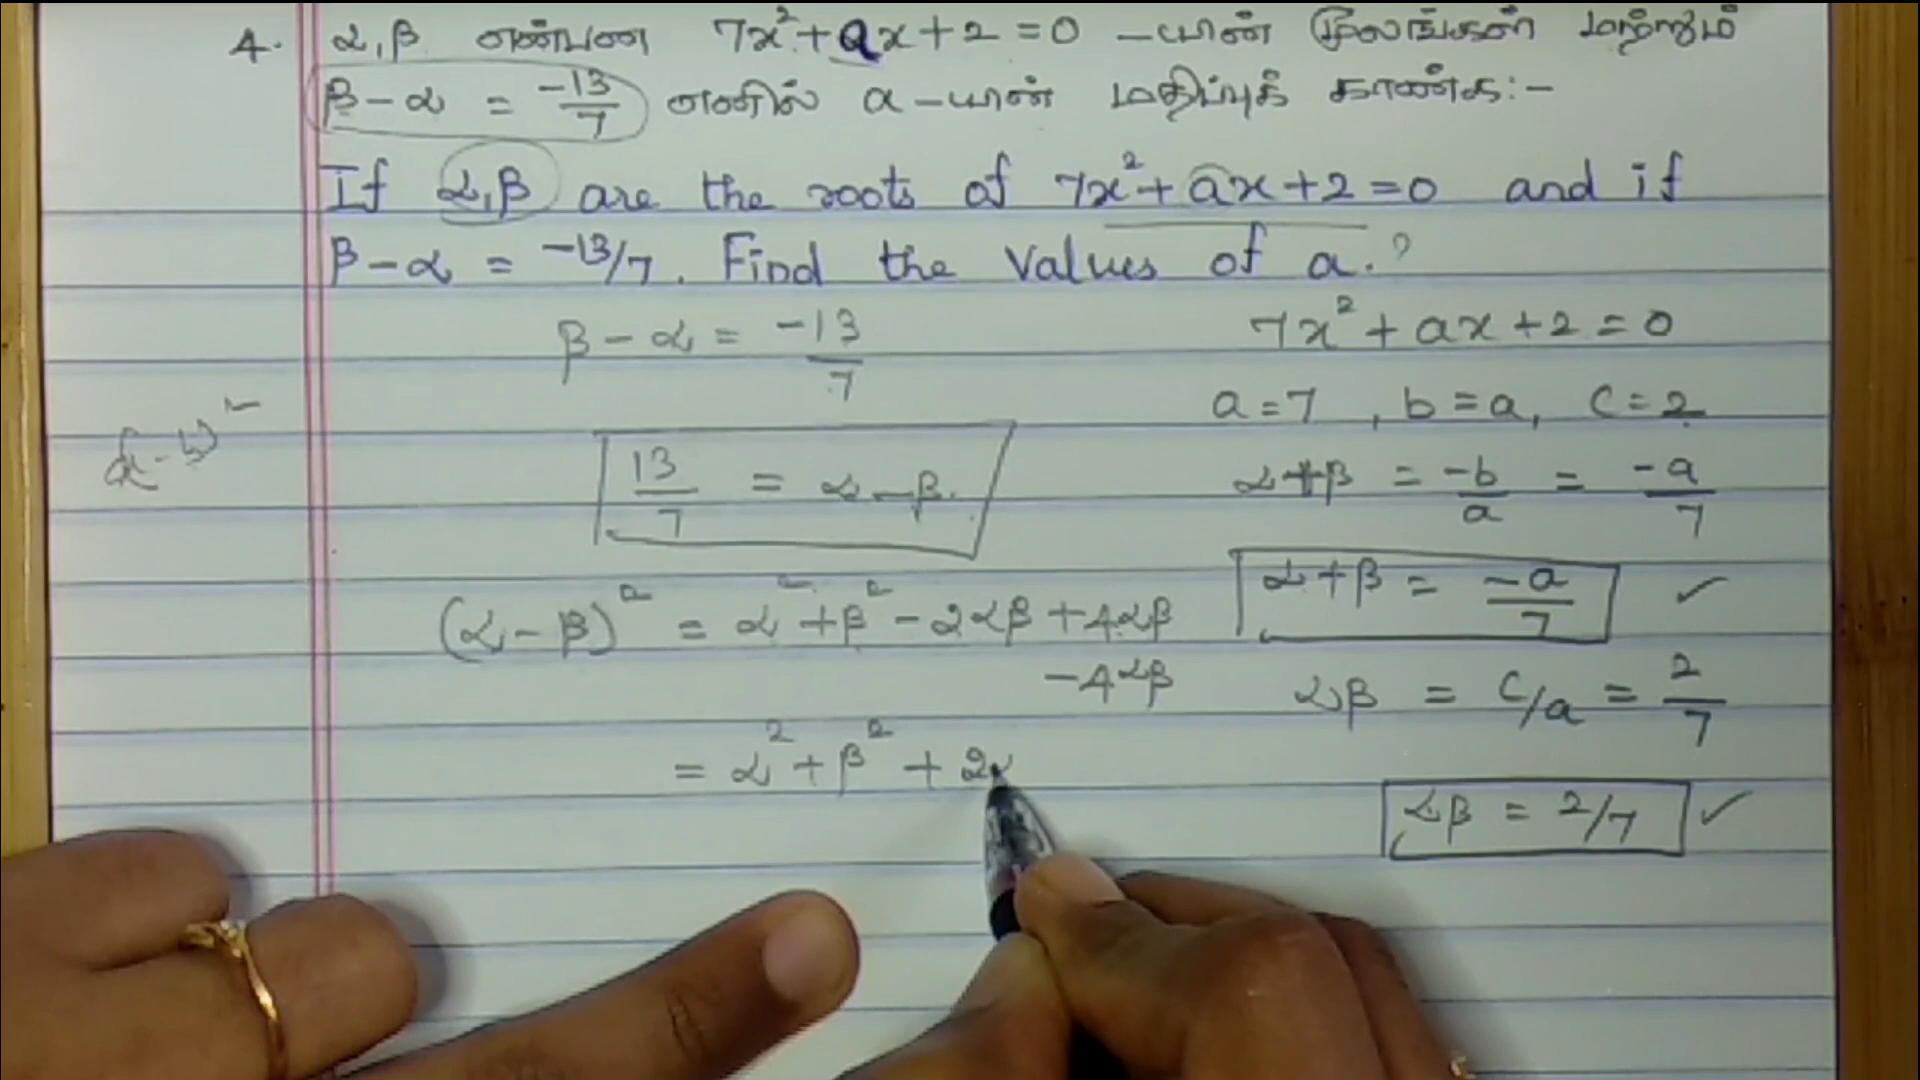 4. α,β என்பன 7x²+ax+2=0 -யின் மூலங்கள் மற்றும்
β-α = -13/7 எனில் a-யின் மதிப்புக் காண்க:-
If α,β are the roots of 7x²+ax+2=0 and if
β-α = -13/7. Find the values of a.?
β-α = -13/7
7x²+ax+2=0
a=7, b=a, c=2
13/7 = α-β.
α+β = -b/a = -a/7
α+β = -a/7 ✓
(α-β)² = α²+β²-2αβ+4αβ
-4αβ
αβ = c/a = 2/7
= α²+β²+2α
αβ = 2/7 ✓